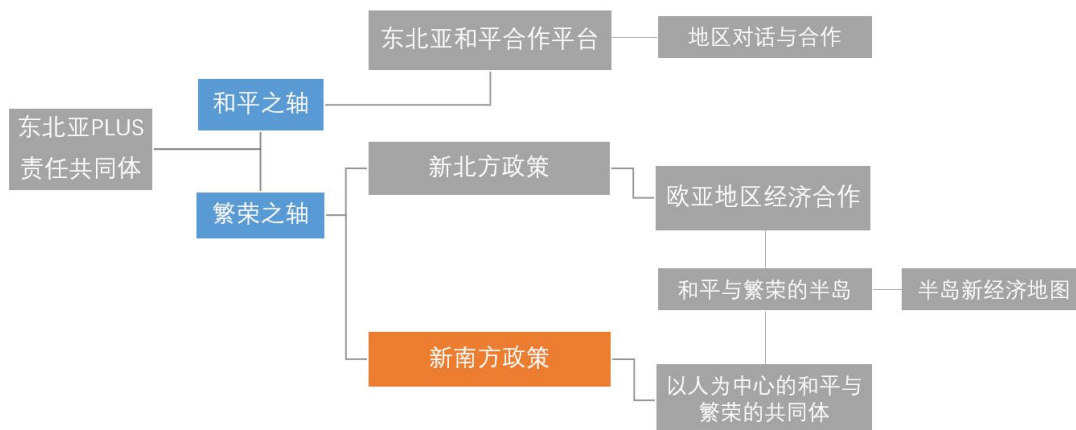 东北亚和平合作平台
地区对话与合作
和平之轴
东北亚PLUS
责任共同体
新北方政策
繁荣之轴
欧亚地区经济合作
和平与繁荣的半岛
半岛新经济地图
新南方政策
以人为中心的和平与
繁荣的共同体